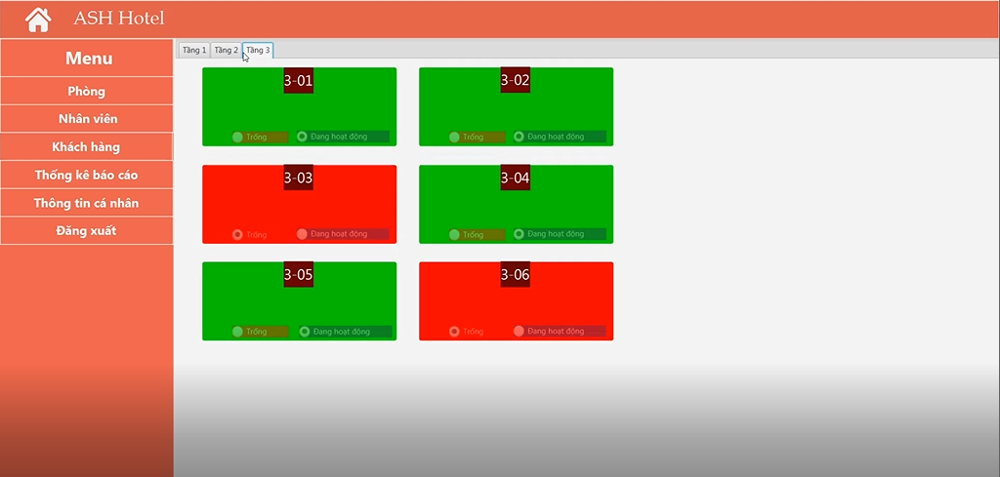 ASH Hotel
Menu
Phòng
Nhân viên
Khách hàng
Thống kê báo cáo
Thông tin cá nhân
Đăng xuất
Tầng 1 Tầng 2 Tầng 3
3-01
Trống Đang hoạt động
3-02
Trống Đang hoạt động
3-03
Trống Đang hoạt động
3-04
Trống Đang hoạt động
3-05
Trống Đang hoạt động
3-06
Trống Đang hoạt động